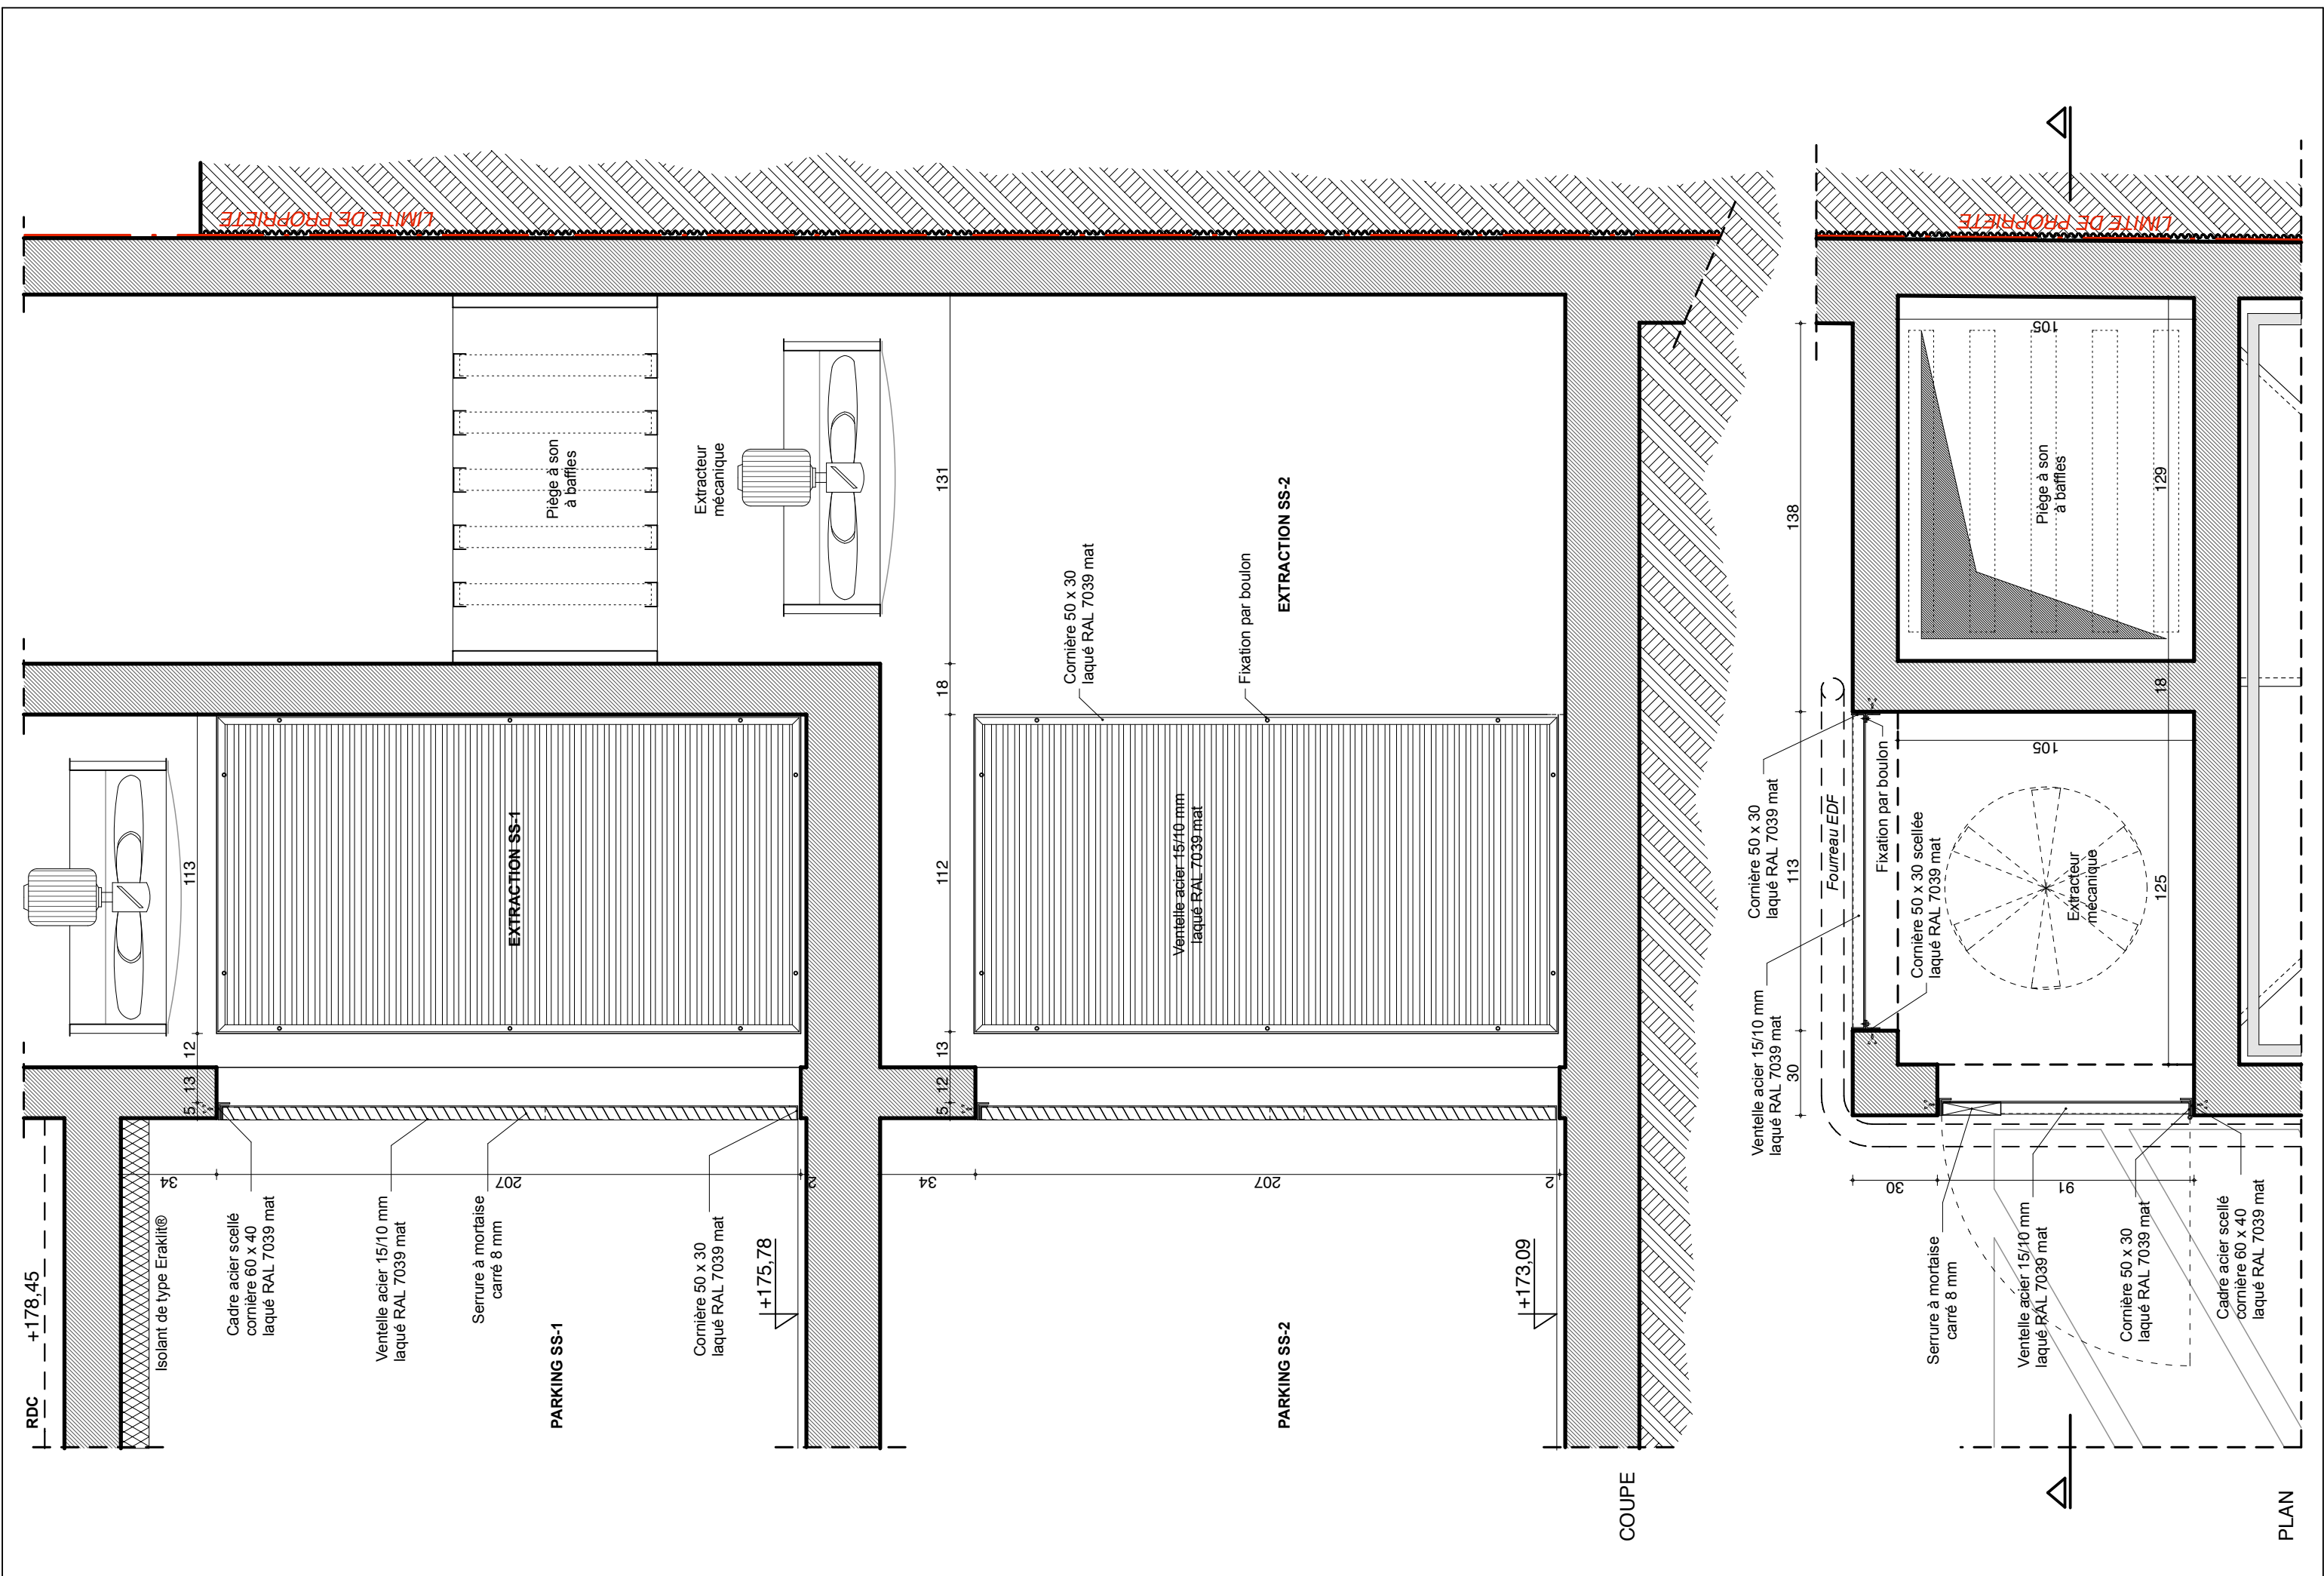 RDC
+178,45
Isolant de type Eraklit®
34
Cadre acier scellé
cornière 60 x 40
laqué RAL 7039 mat
Ventelle acier 15/10 mm
laqué RAL 7039 mat
207
Serrure à mortaise
carré 8 mm
PARKING SS-1
Cornière 50 x 30
laqué RAL 7039 mat
+175,78
2
5
13
12
113
EXTRACTION SS-1
LIMITE DE PROPRIETE
Piège à son
à baffles
Extracteur
mécanique
34
5
12
13
112
18
131
Cornière 50 x 30
laqué RAL 7039 mat
Ventelle acier 15/10 mm
laqué RAL 7039 mat
Fixation par boulon
EXTRACTION SS-2
207
PARKING SS-2
+173,09
2
COUPE
Ventelle acier 15/10 mm
laqué RAL 7039 mat
Cornière 50 x 30
laqué RAL 7039 mat
30
113
138
Fourreau EDF
Fixation par boulon
Cornière 50 x 30 scellée
laqué RAL 7039 mat
30
91
Serrure à mortaise
carré 8 mm
Ventelle acier 15/10 mm
laqué RAL 7039 mat
Cornière 50 x 30
laqué RAL 7039 mat
Cadre acier scellé
cornière 60 x 40
laqué RAL 7039 mat
105
Extracteur
mécanique
125
18
129
105
Piège à son
à baffles
LIMITE DE PROPRIETE
PLAN